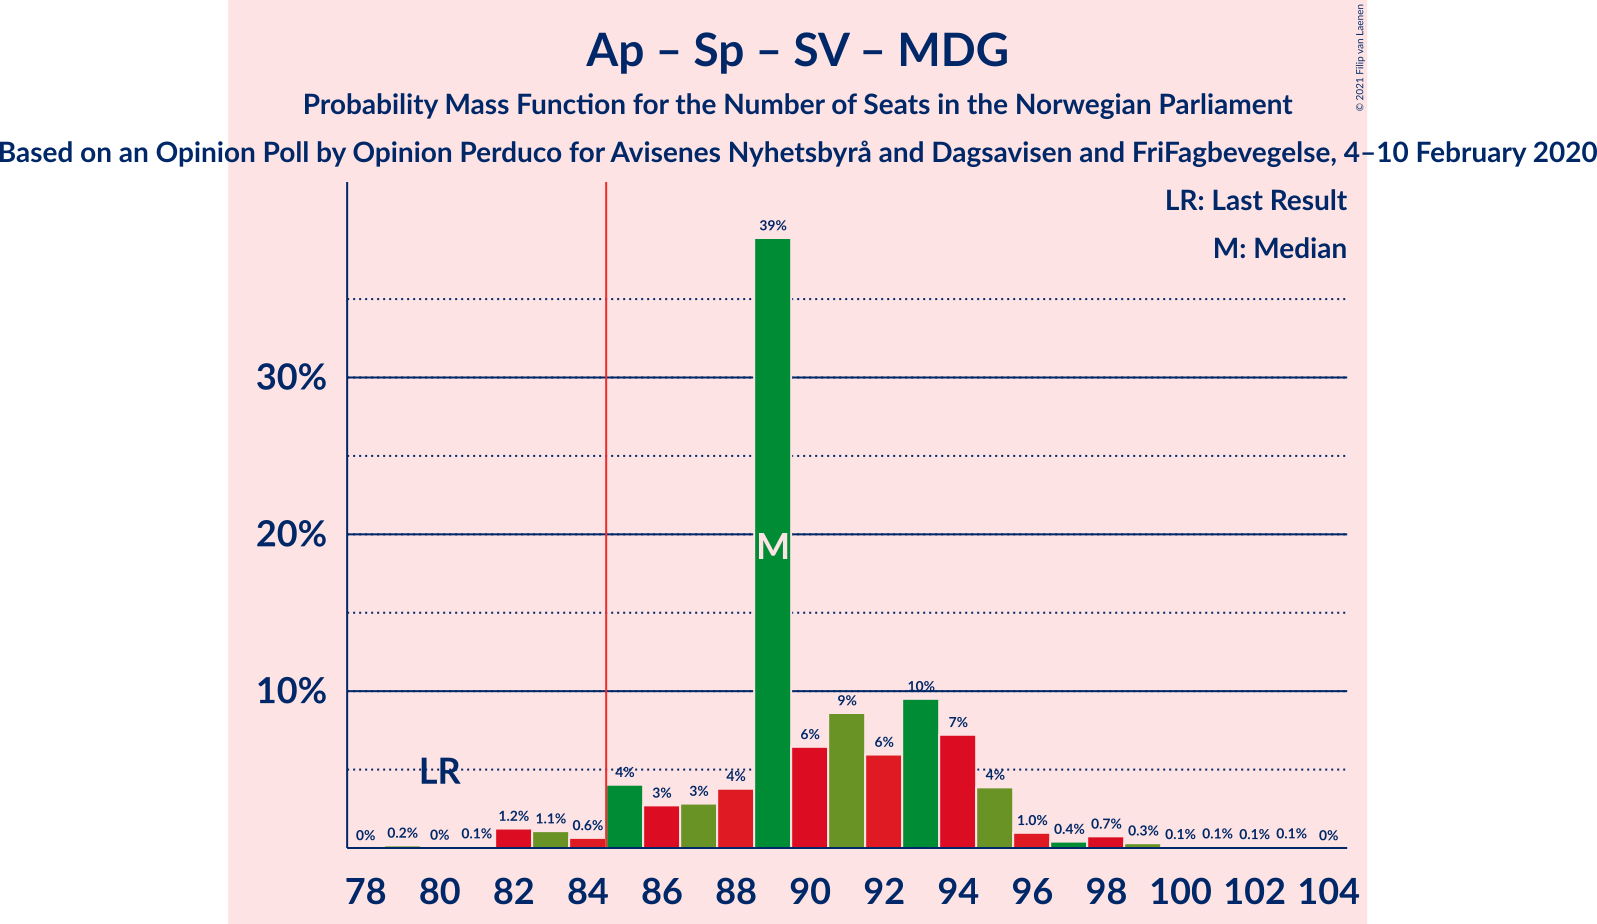 Ap – Sp – SV – MDG
Probability Mass Function for the Number of Seats in the Norwegian Parliament
Based on an Opinion Poll by Opinion Perduco for Avisenes Nyhetsbyrå and Dagsavisen and FriFagbevegelse, 4–10 February 2020
© 2021 Filip van Laenen
LR: Last Result
M: Median
30%
20%
10%
LR
M
0% 0.2% 0% 0.1% 1.2% 1.1% 0.6% 4% 3% 3% 4% 39% 6% 9% 6% 10% 7% 4% 1.0% 0.4% 0.7% 0.3% 0.1% 0.1% 0.1% 0.1% 0%
78 80 82 84 86 88 90 92 94 96 98 100 102 104